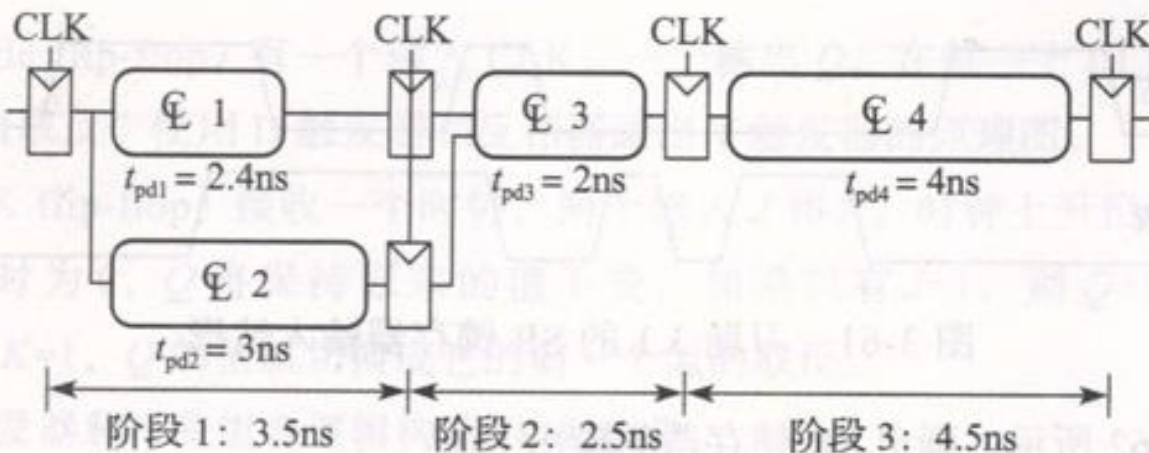 CLK CLK CLK CLK
CL 1 CL 3 CL 4
tpd1 = 2.4ns tpd3 = 2ns tpd4 = 4ns
CL 2
tpd2 = 3ns
阶段 1：3.5ns 阶段 2：2.5ns 阶段 3：4.5ns